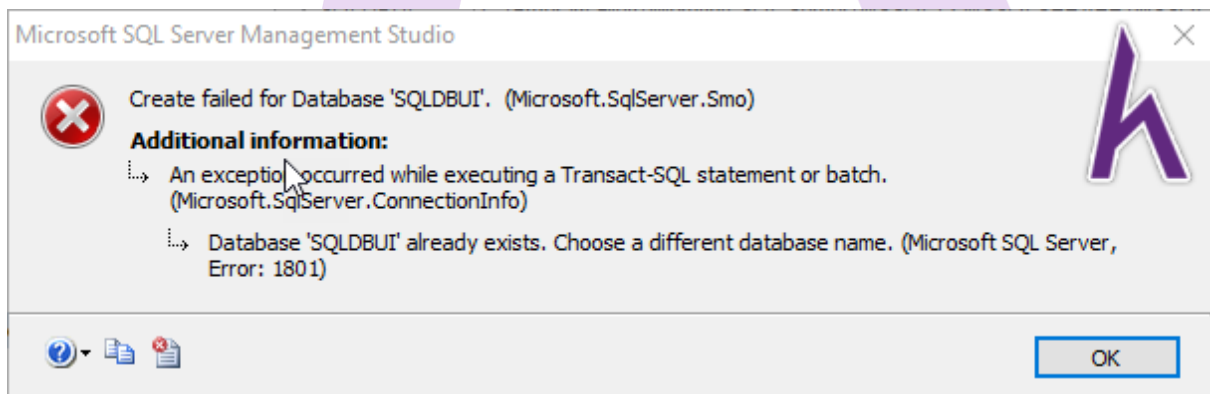 Microsoft SQL Server Management Studio
Create failed for Database 'SQLDBUI'. (Microsoft.SqlServer.Smo)
Additional information:
An exception occurred while executing a Transact-SQL statement or batch.
(Microsoft.SqlServer.ConnectionInfo)
Database 'SQLDBUI' already exists. Choose a different database name. (Microsoft SQL Server,
Error: 1801)
OK